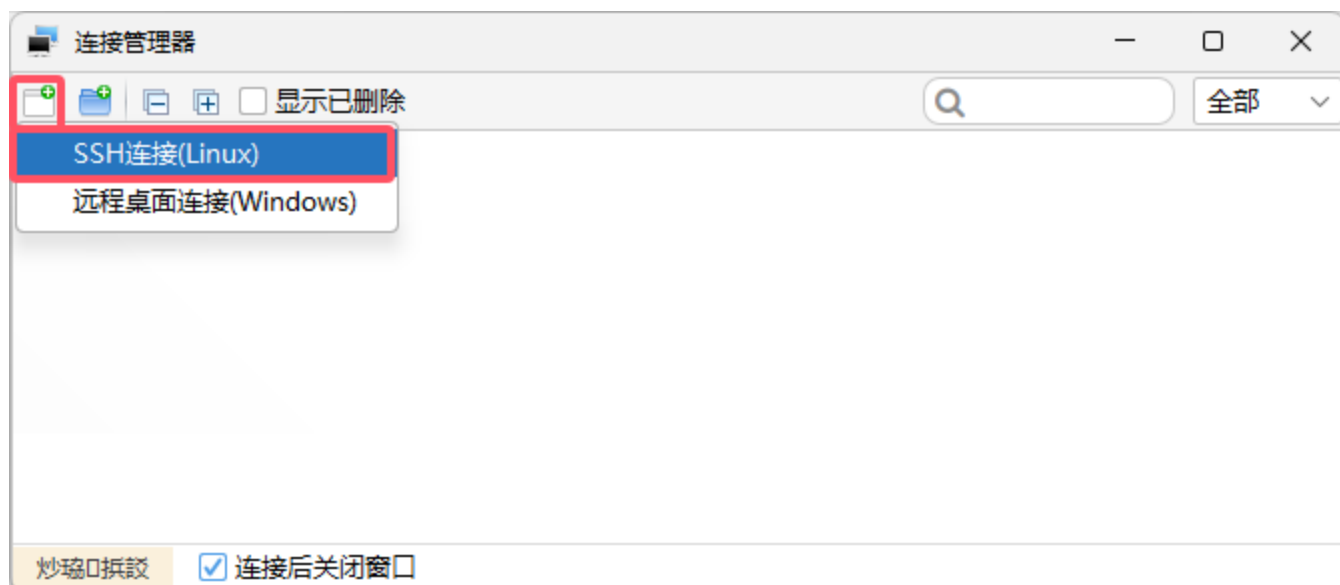 连接管理器
显示已删除
全部
SSH连接(Linux)
远程桌面连接(Windows)
连接后关闭窗口